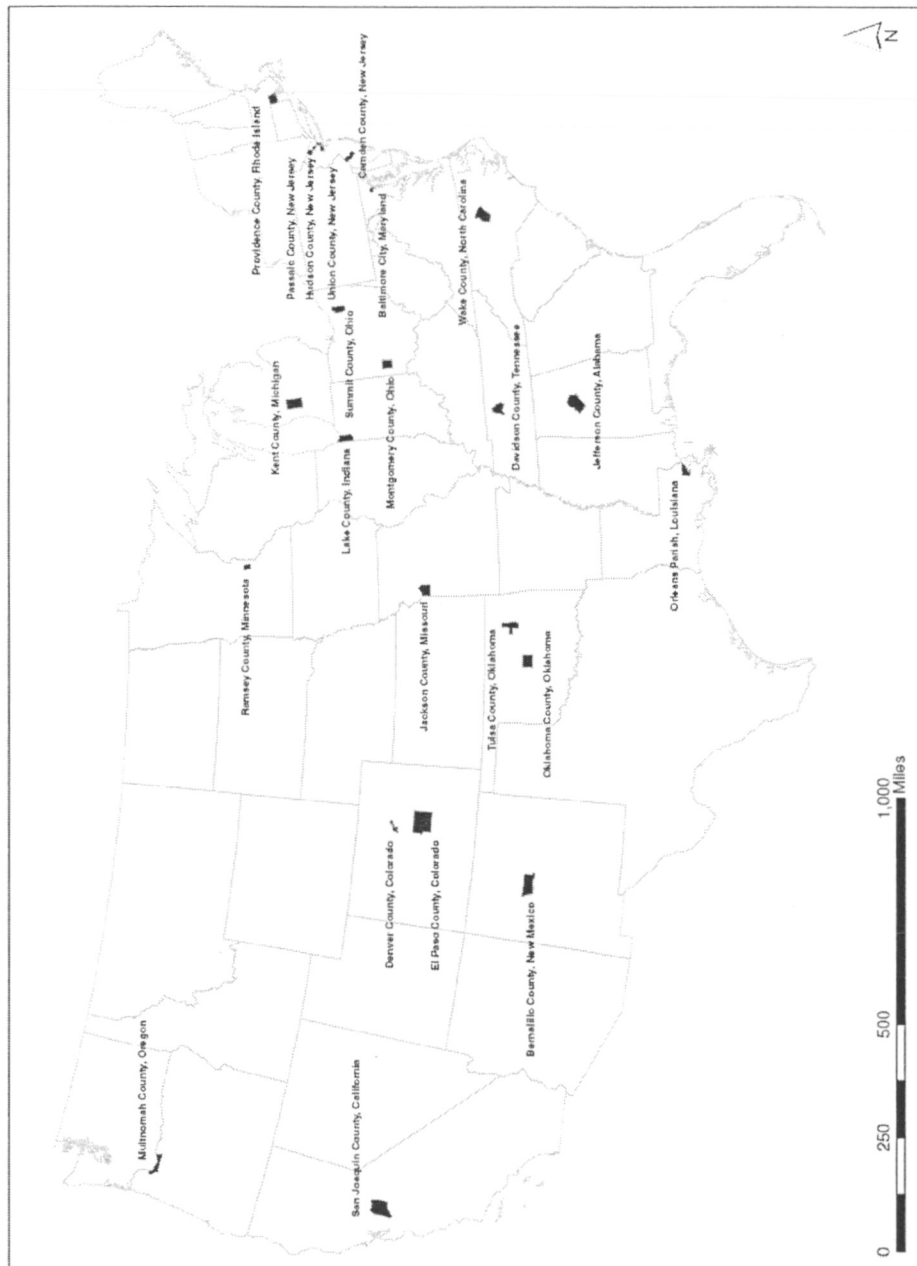 Multnomah County, Oregon
San Joaquin County, California
Ramsey County, Minnesota
Denver County, Colorado
El Paso County, Colorado
Bernalillo County, New Mexico
Jackson County, Missouri
Tulsa County, Oklahoma
Oklahoma County, Oklahoma
Kent County, Michigan
Lake County, Indiana
Summit County, Ohio
Montgomery County, Ohio
Providence County, Rhode Island
Passaic County, New Jersey
Hudson County, New Jersey
Union County, New Jersey
Camden County, New Jersey
Baltimore City, Maryland
Wake County, North Carolina
Davidson County, Tennessee
Jefferson County, Alabama
Orleans Parish, Louisiana
0 250 500 1,000
Miles
N